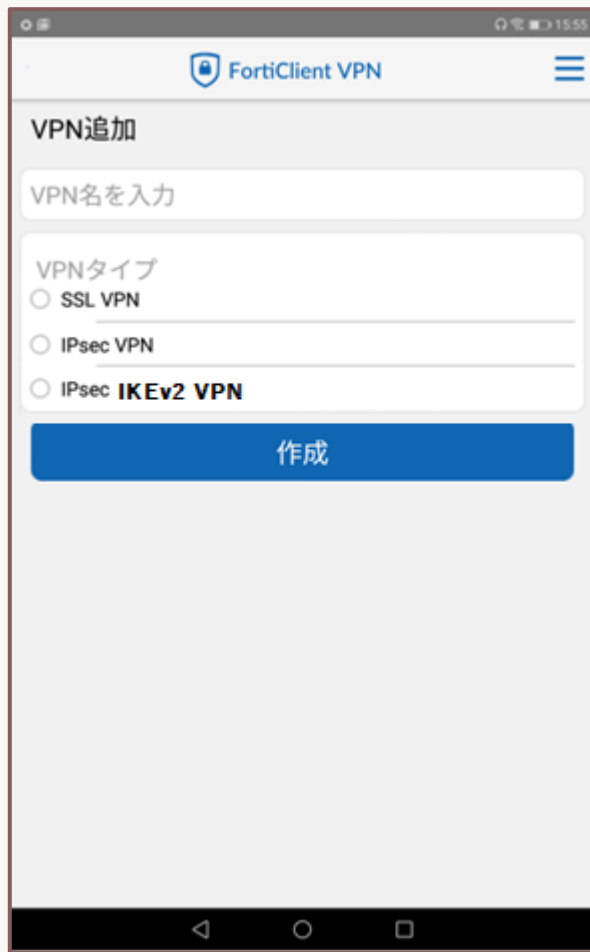 15:55
FortiClient VPN
VPN追加
VPN名を入力
VPNタイプ
SSL VPN
IPsec VPN
IPsec IKEv2 VPN
作成